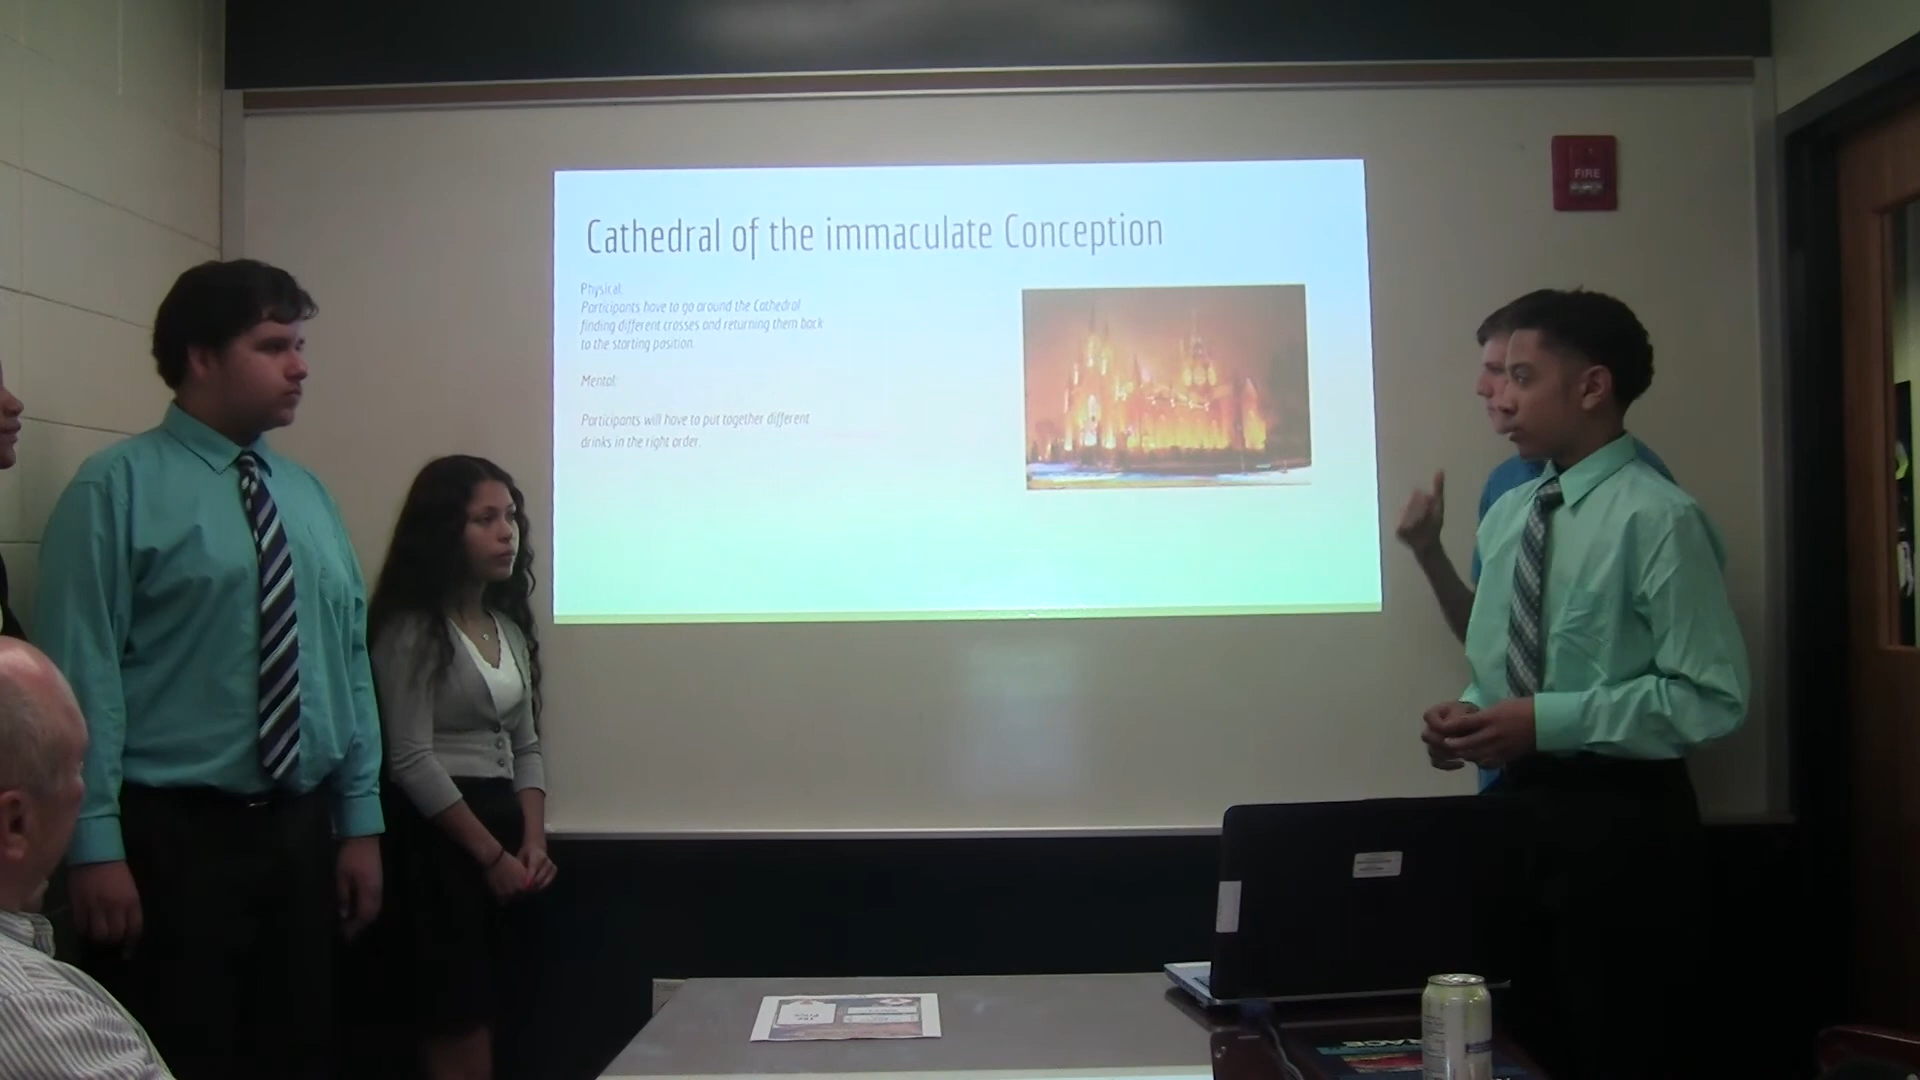 Cathedral of the immaculate Conception
FIRE
Physical:
Participants have to go around the Cathedral
finding different crosses and returning them back
to the starting position.
Mental:
Participants will have to put together different
drinks in the right order.